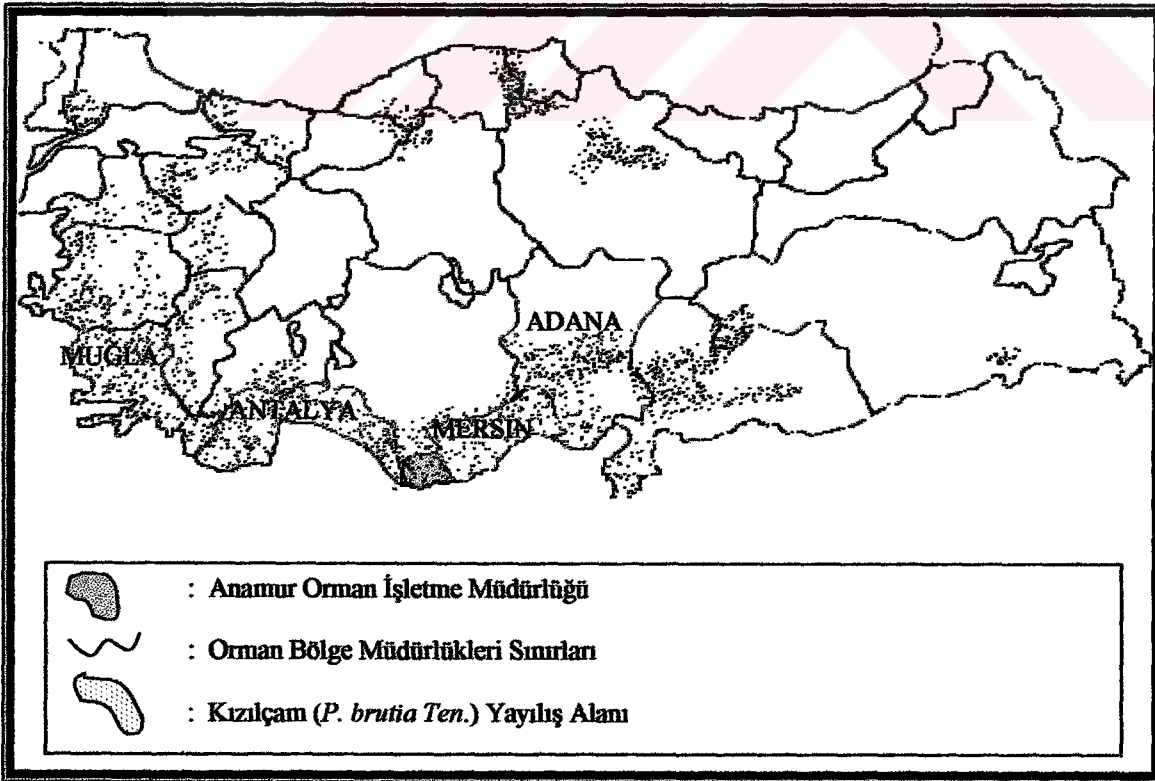 ADANA
MUĞLA
ANTALYA
MERSİN
: Anamur Orman İşletme Müdürlüğü
: Orman Bölge Müdürlükleri Sınırları
: Kızılçam (P. brutia Ten.) Yayılış Alanı